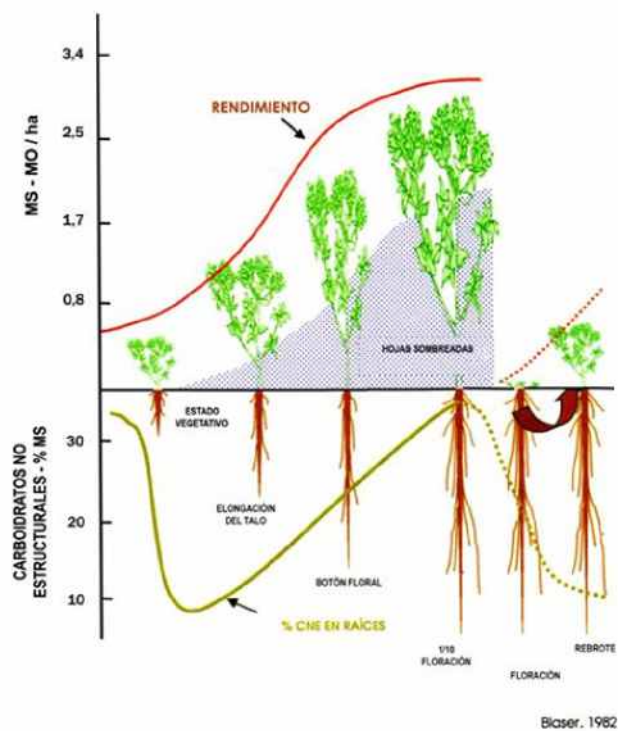 3,4
2,5
1,7
0,8
MS - MO / ha
RENDIMIENTO
HOJAS SOMBREADAS
ESTADO
VEGETATIVO
ELONGACIÓN
DEL TALO
BOTÓN FLORAL
1/10
FLORACIÓN
FLORACIÓN
REBROTE
30
20
10
CARBOIDRATOS NO
ESTRUCTURALES - % MS
% CNE EN RAÍCES
Blaser. 1982